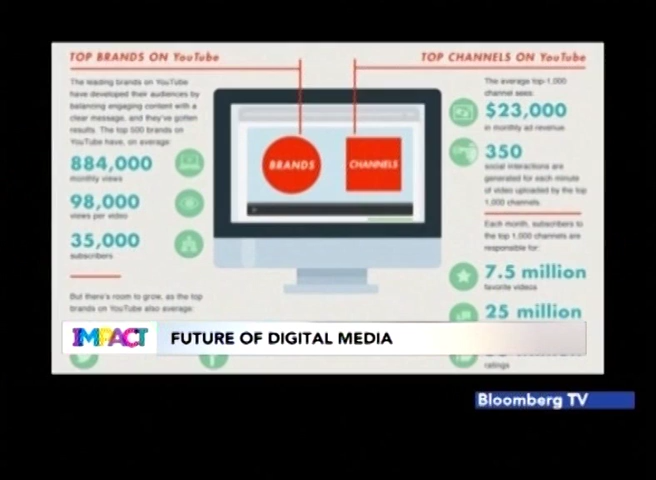 TOP BRANDS ON YouTube
The leading brands on YouTube
have developed their audiences by
balancing engaging content with a
clear message, and they've gotten
results. The top 500 brands on
YouTube have, on average:
884,000
monthly views
98,000
views per video
35,000
subscribers
But there's room to grow, as the top
brands on YouTube also average:
BRANDS
CHANNELS
TOP CHANNELS ON YouTube
The average top-1,000
channel sees:
$23,000
in monthly ad revenue
350
social interactions are
generated for each minute
of video uploaded by the top
1,000 channels.
Each month, subscribers to
the top 1,000 channels are
responsible for:
7.5 million
favorite videos
25 million
ratings
IMPACT
FUTURE OF DIGITAL MEDIA
Bloomberg TV